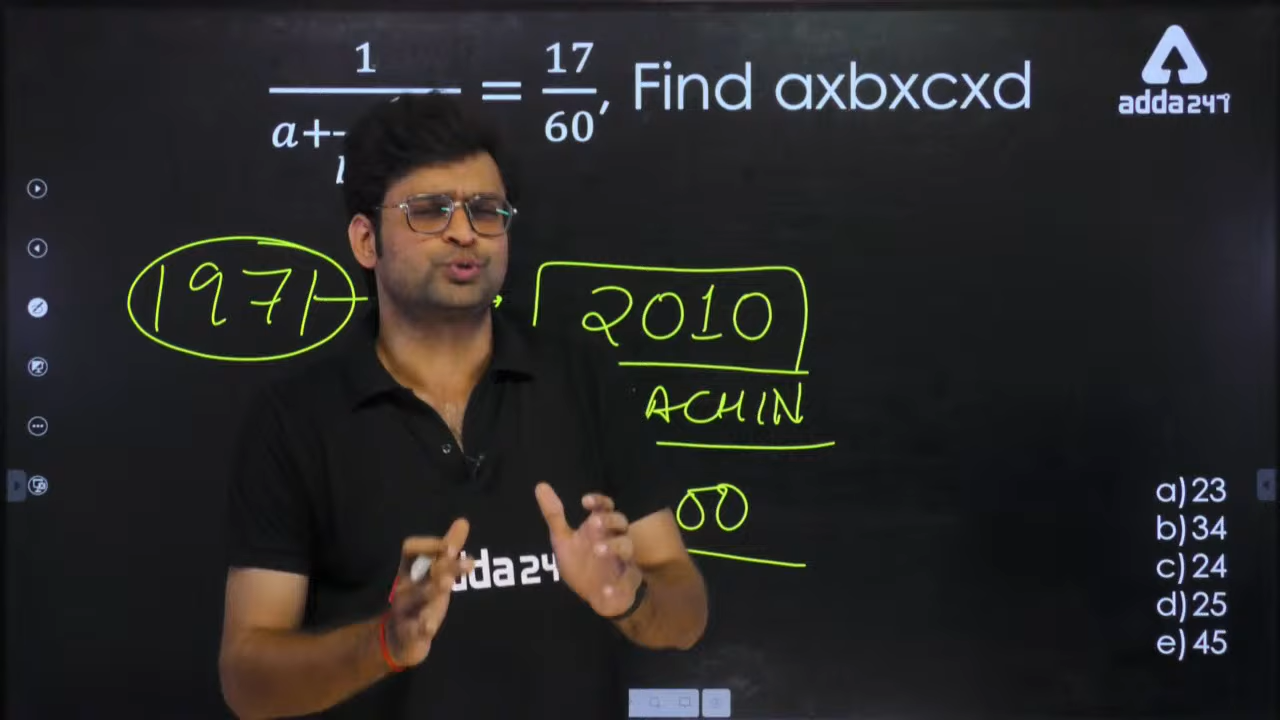 1/a+ = 17/60, Find axbxcxd
adda247
1971
2010
ACHIN
00
adda24
a) 23
b) 34
c) 24
d) 25
e) 45